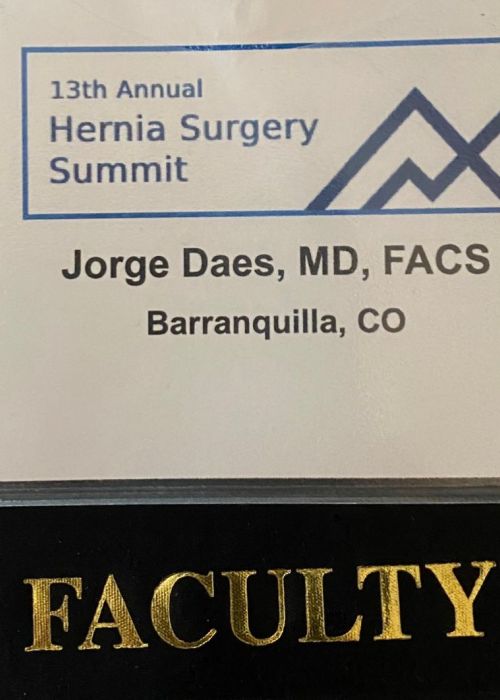 13th Annual
Hernia Surgery
Summit
Jorge Daes, MD, FACS
Barranquilla, CO
FACULTY